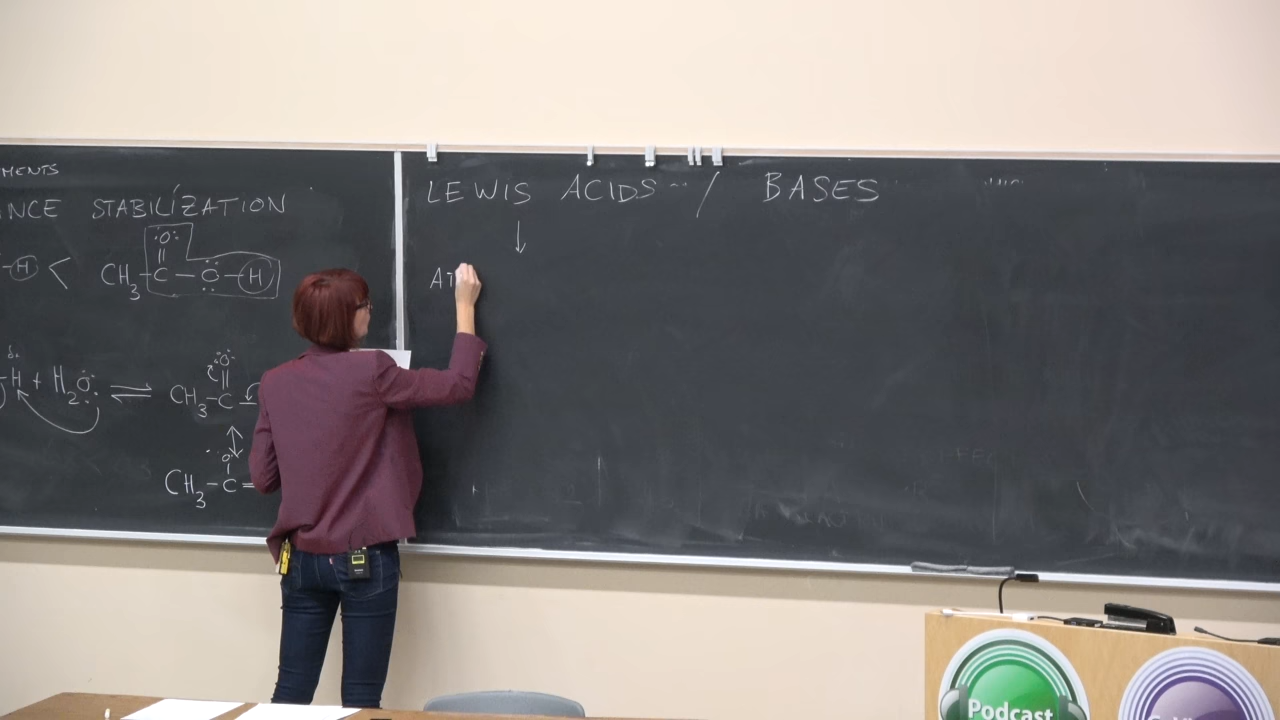 MENTS
NCE STABILIZATION
-H < CH3-C-Ö-H
:O:
H + H2O ⇌ CH3-C
:O:
CH3-C=
O
LEWIS ACIDS / BASES
↓
AT
Podcast